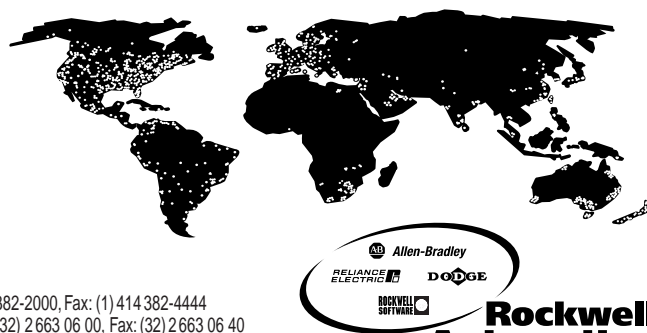 AB Allen-Bradley
RELIANCE ELECTRIC
DODGE
ROCKWELL SOFTWARE
382-2000, Fax: (1) 414 382-4444
(32) 2 663 06 00, Fax: (32) 2 663 06 40
Rockwell